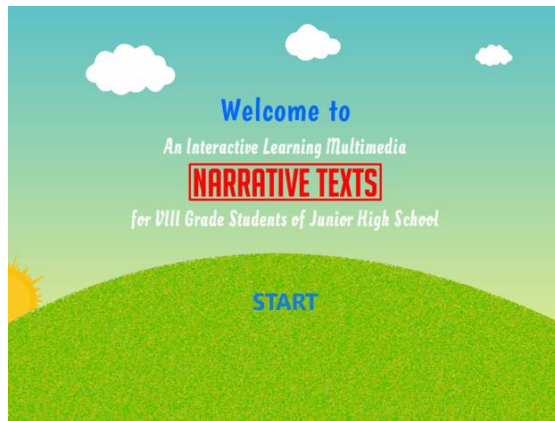 Welcome to
An Interactive Learning Multimedia
NARRATIVE TEXTS
for VIII Grade Students of Junior High School
START